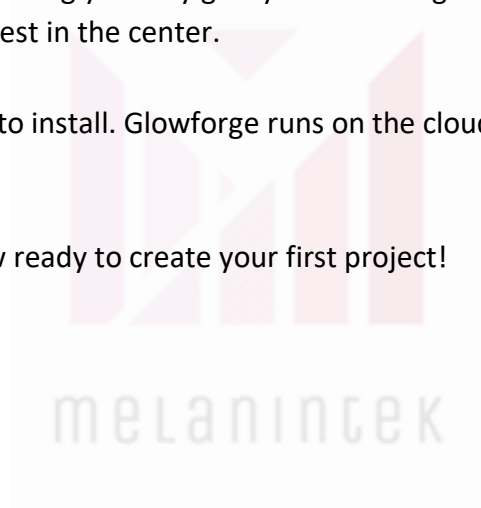 est in the center.
to install. Glowforge runs on the cloud
ready to create your first project!
melanintek